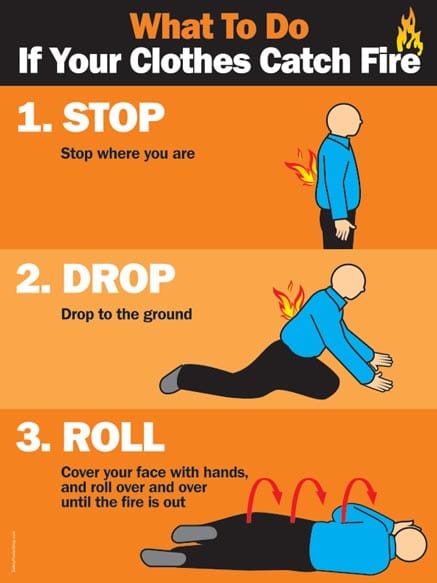 What To Do
If Your Clothes Catch Fire
1. STOP
Stop where you are
2. DROP
Drop to the ground
3. ROLL
Cover your face with hands,
and roll over and over
until the fire is out